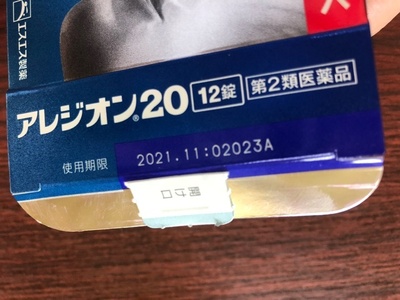 エスエス製薬
アレジオン®20 12錠 第2類医薬品
使用期限 2021.11:02023A
開け口